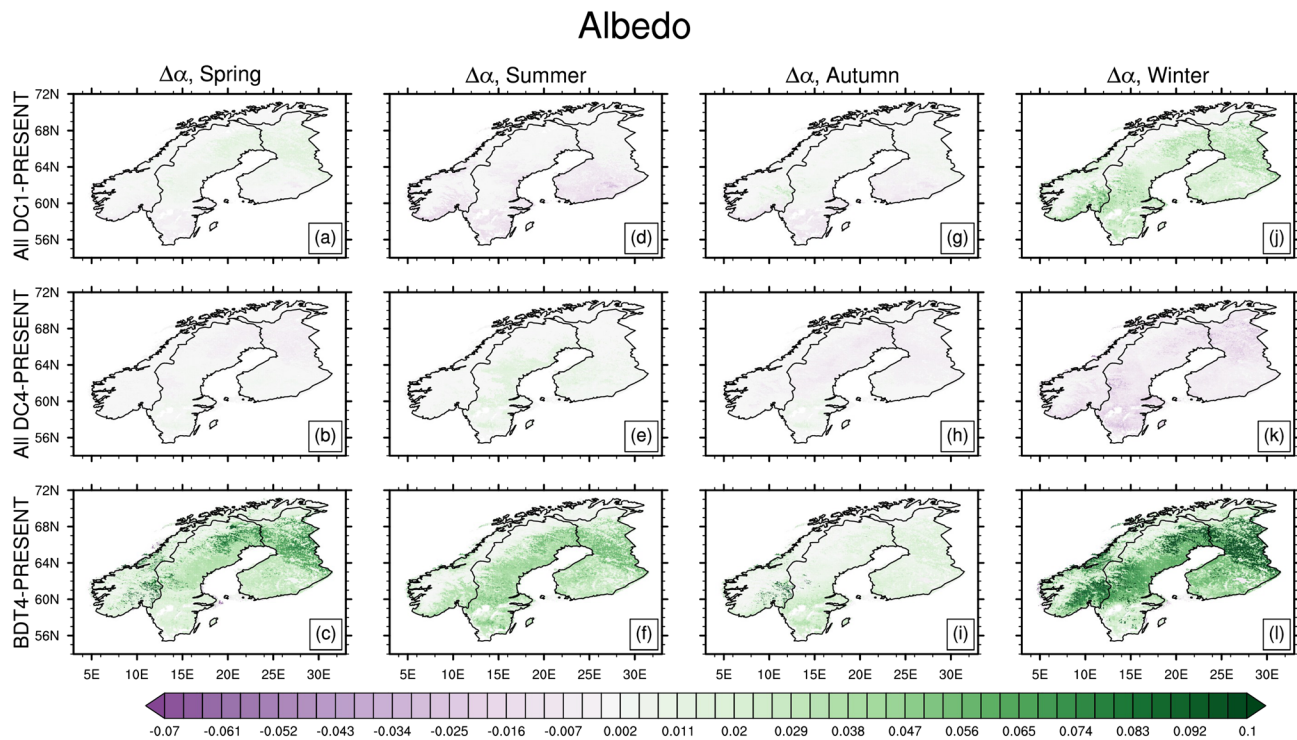 Albedo
Δα, Spring Δα, Summer Δα, Autumn Δα, Winter
All DC1-PRESENT
72N
68N
64N
60N
56N
(a) (d) (g) (j)
All DC4-PRESENT
72N
68N
64N
60N
56N
(b) (e) (h) (k)
BDT4-PRESENT
72N
68N
64N
60N
56N
(c) (f) (i) (l)
5E 10E 15E 20E 25E 30E 5E 10E 15E 20E 25E 30E 5E 10E 15E 20E 25E 30E 5E 10E 15E 20E 25E 30E
-0.07 -0.061 -0.052 -0.043 -0.034 -0.025 -0.016 -0.007 0.002 0.011 0.02 0.029 0.038 0.047 0.056 0.065 0.074 0.083 0.092 0.1